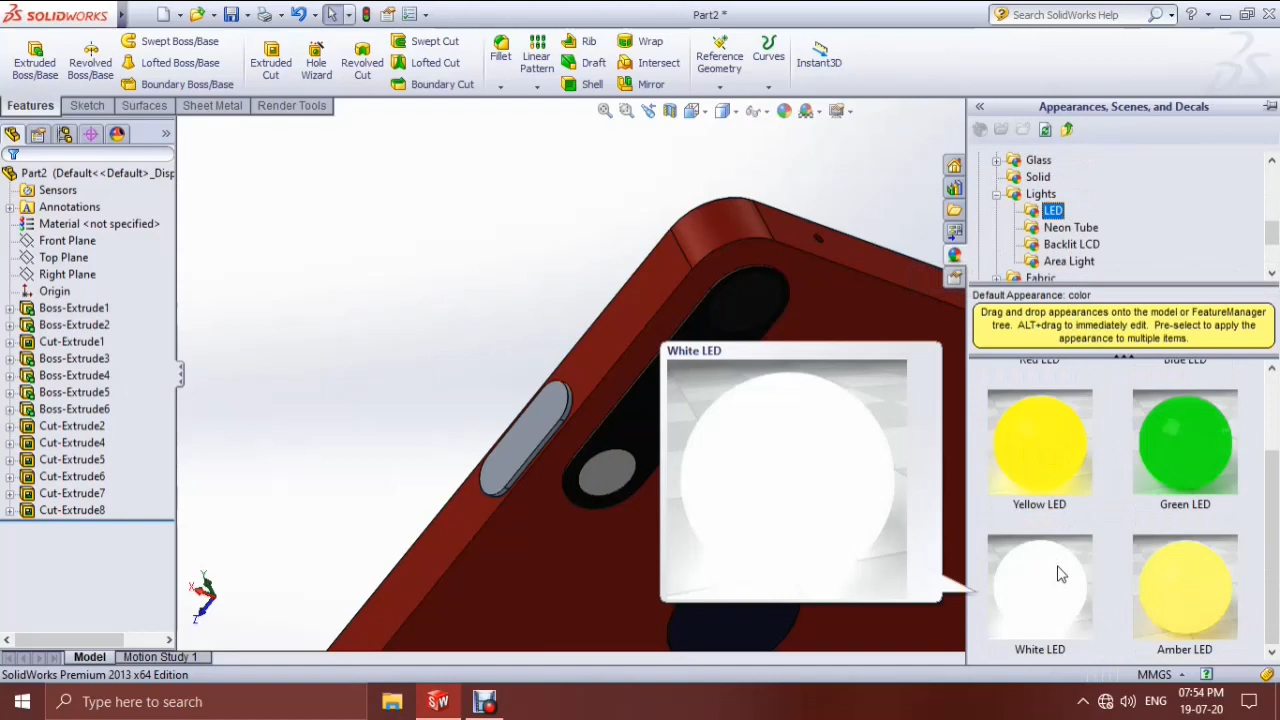 SOLIDWORKS
Part2 *
Search SolidWorks Help
Extruded Boss/Base
Revolved Boss/Base
Swept Boss/Base
Lofted Boss/Base
Boundary Boss/Base
Extruded Cut
Hole Wizard
Revolved Cut
Swept Cut
Lofted Cut
Boundary Cut
Fillet
Linear Pattern
Rib
Draft
Shell
Wrap
Intersect
Mirror
Reference Geometry
Curves
Instant3D
Features
Sketch
Surfaces
Sheet Metal
Render Tools
Appearances, Scenes, and Decals
Part2 (Default<<Default>_Disp
Sensors
Annotations
Material <not specified>
Front Plane
Top Plane
Right Plane
Origin
Boss-Extrude1
Boss-Extrude2
Cut-Extrude1
Boss-Extrude3
Boss-Extrude4
Boss-Extrude5
Boss-Extrude6
Cut-Extrude2
Cut-Extrude4
Cut-Extrude5
Cut-Extrude6
Cut-Extrude7
Cut-Extrude8
Y
X
Z
White LED
Glass
Solid
Lights
LED
Neon Tube
Backlit LCD
Area Light
Fabric
Default Appearance: color
Drag and drop appearances onto the model or FeatureManager
tree. ALT+drag to immediately edit. Pre-select to apply the
appearance to multiple items.
Red LED
Blue LED
Yellow LED
Green LED
White LED
Amber LED
Model
Motion Study 1
SolidWorks Premium 2013 x64 Edition
MMGS
Type here to search
ENG
07:54 PM
19-07-20